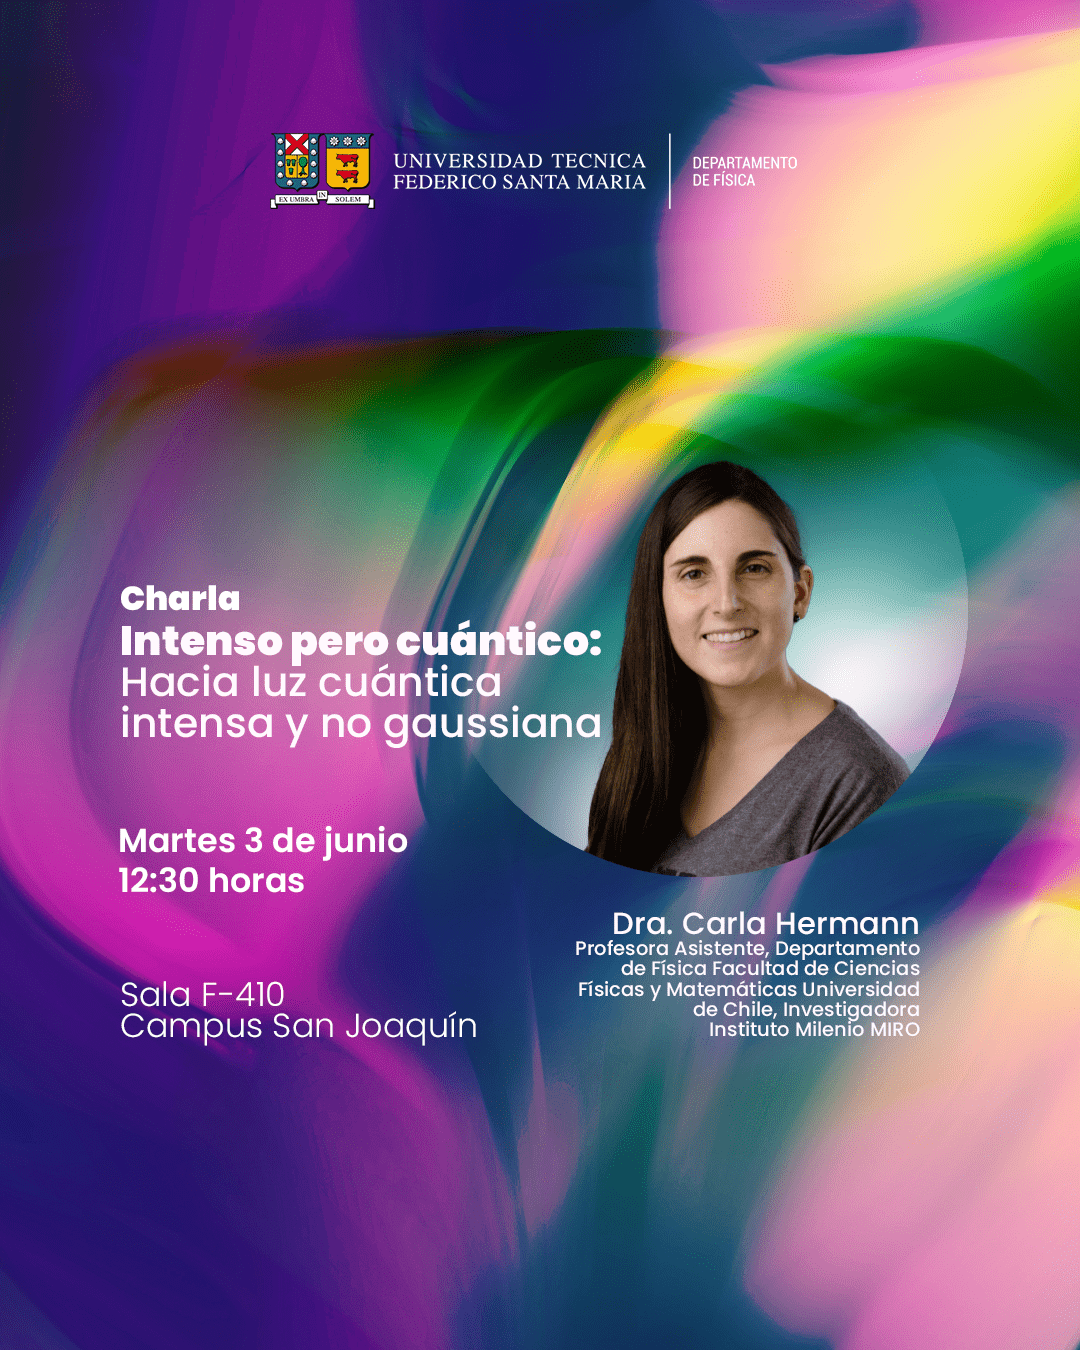 EX UMBRA IN SOLEM
UNIVERSIDAD TECNICA
FEDERICO SANTA MARIA
DEPARTAMENTO
DE FÍSICA
Charla
Intenso pero cuántico:
Hacia luz cuántica
intensa y no gaussiana
Martes 3 de junio
12:30 horas
Sala F-410
Campus San Joaquín
Dra. Carla Hermann
Profesora Asistente, Departamento
de Física Facultad de Ciencias
Físicas y Matemáticas Universidad
de Chile, Investigadora
Instituto Milenio MIRO